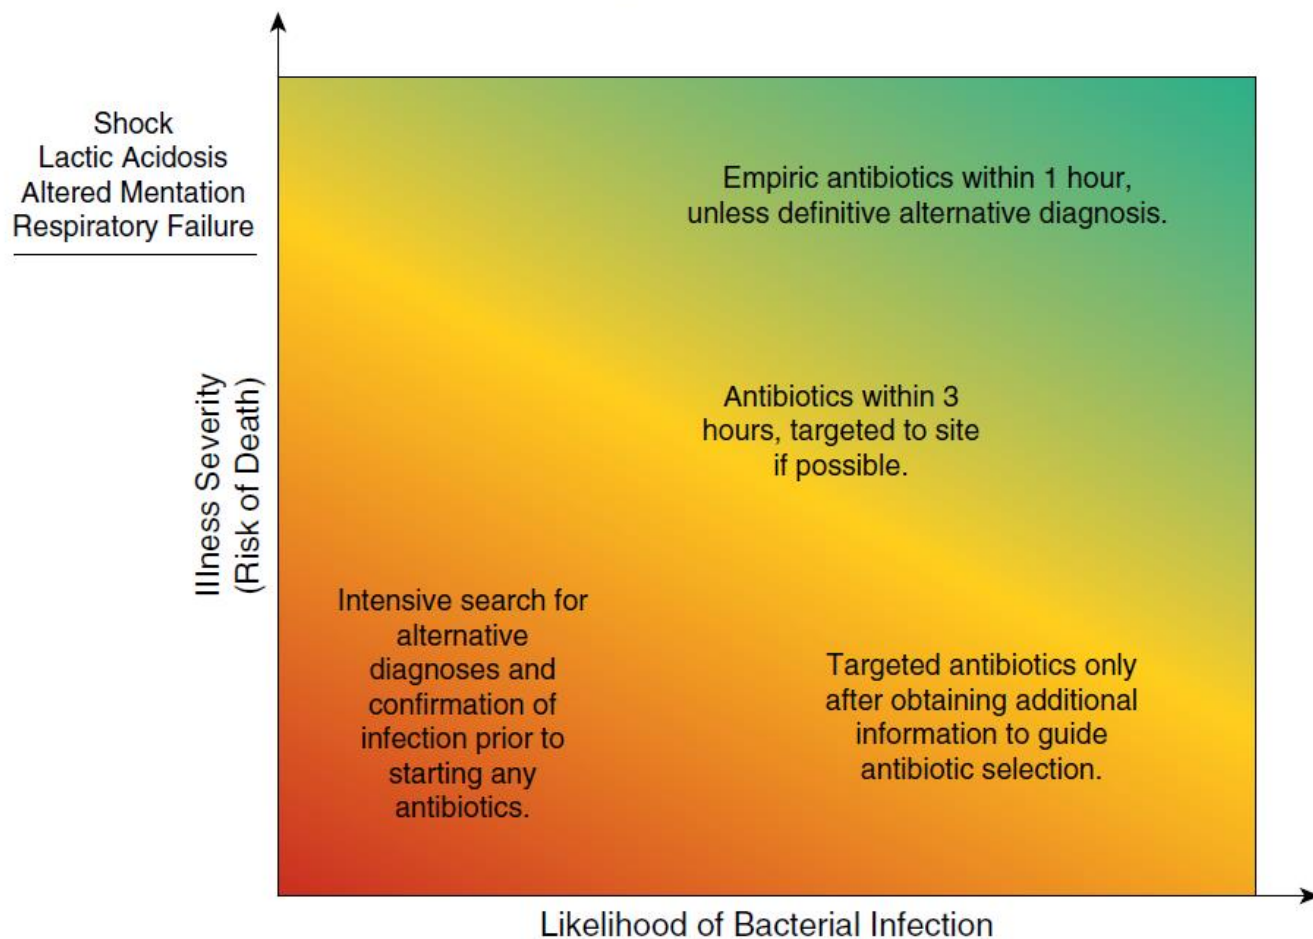 Shock
Lactic Acidosis
Altered Mentation
Respiratory Failure
Illness Severity
(Risk of Death)
Empiric antibiotics within 1 hour,
unless definitive alternative diagnosis.
Antibiotics within 3
hours, targeted to site
if possible.
Intensive search for
alternative
diagnoses and
confirmation of
infection prior to
starting any
antibiotics.
Targeted antibiotics only
after obtaining additional
information to guide
antibiotic selection.
Likelihood of Bacterial Infection